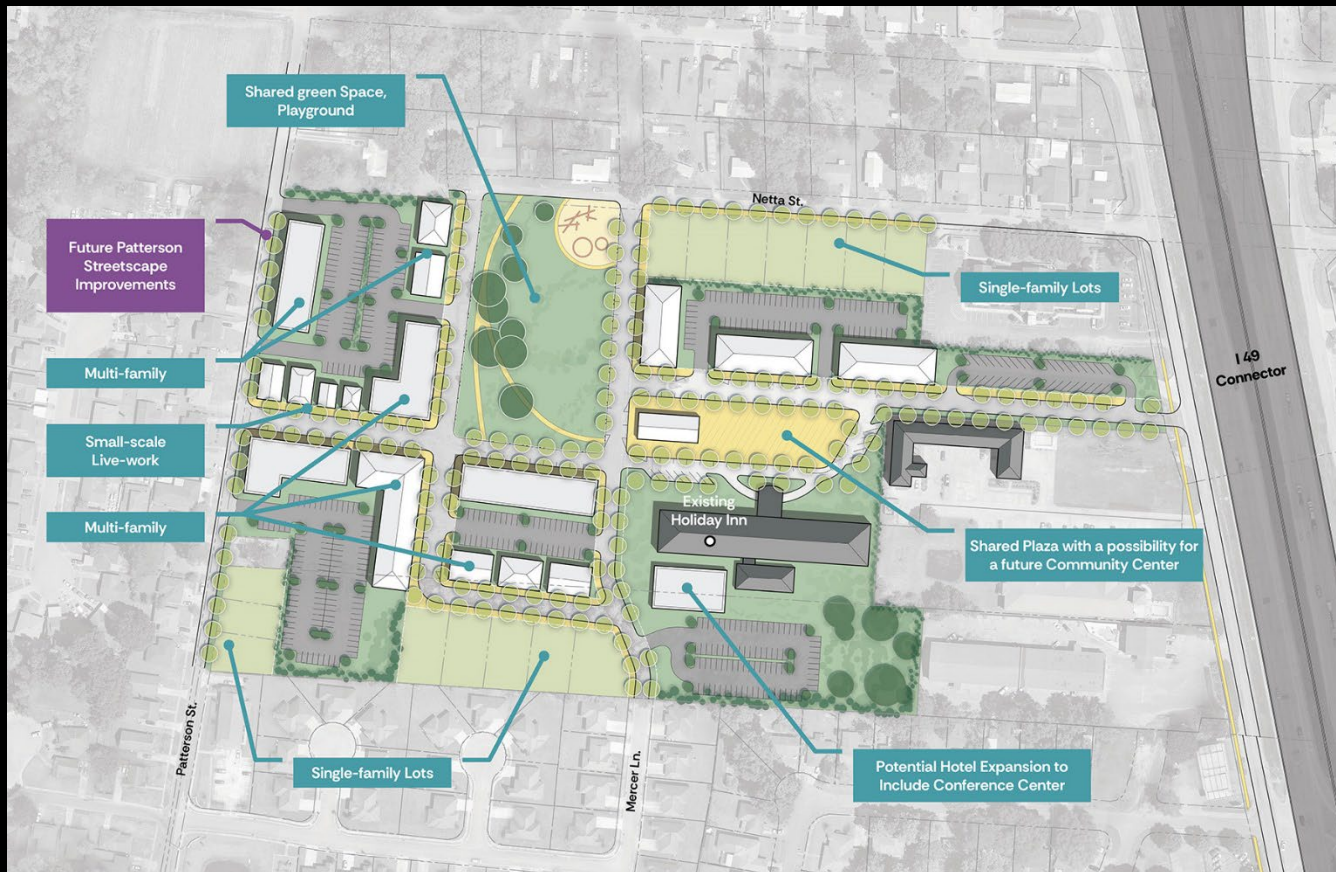 Shared green Space,
Playground
Netta St.
Future Patterson
Streetscape
Improvements
Single-family Lots
I 49
Connector
Multi-family
Small-scale
Live-work
Multi-family
Existing
Holiday Inn
Shared Plaza with a possibility for
a future Community Center
Patterson St.
Single-family Lots
Mercer Ln.
Potential Hotel Expansion to
Include Conference Center